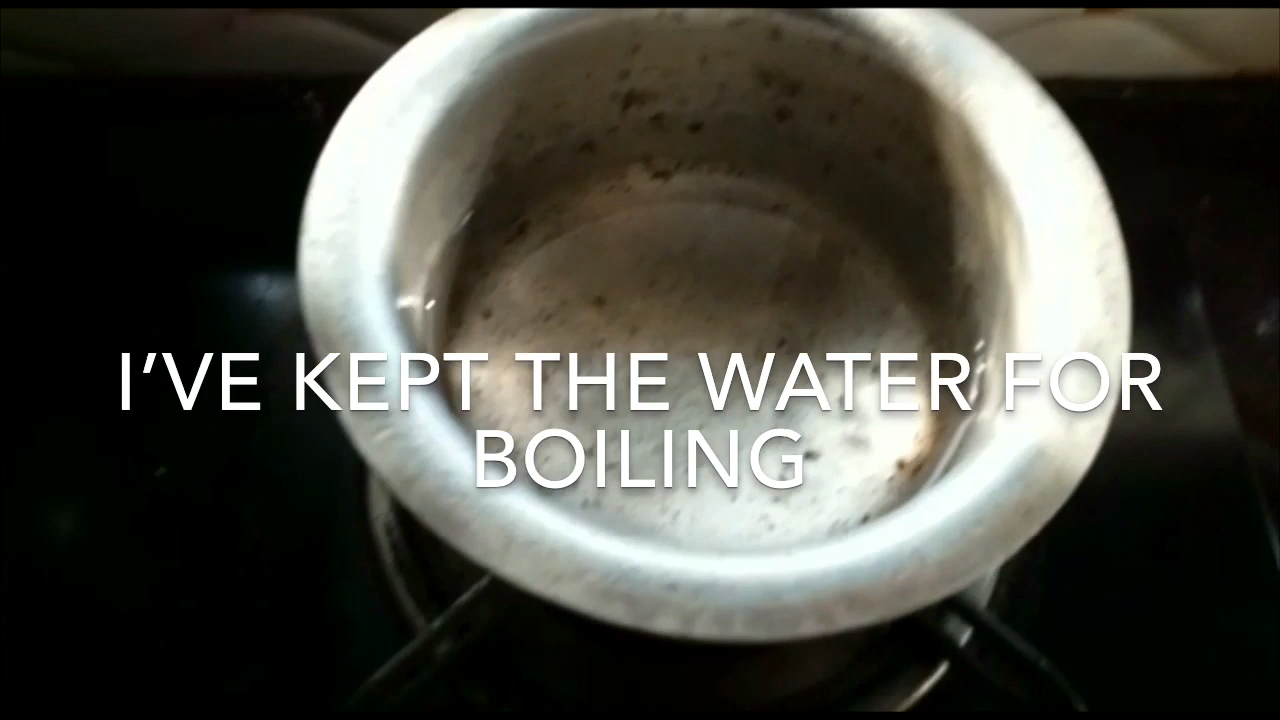 I’VE KEPT THE WATER FOR
BOILING